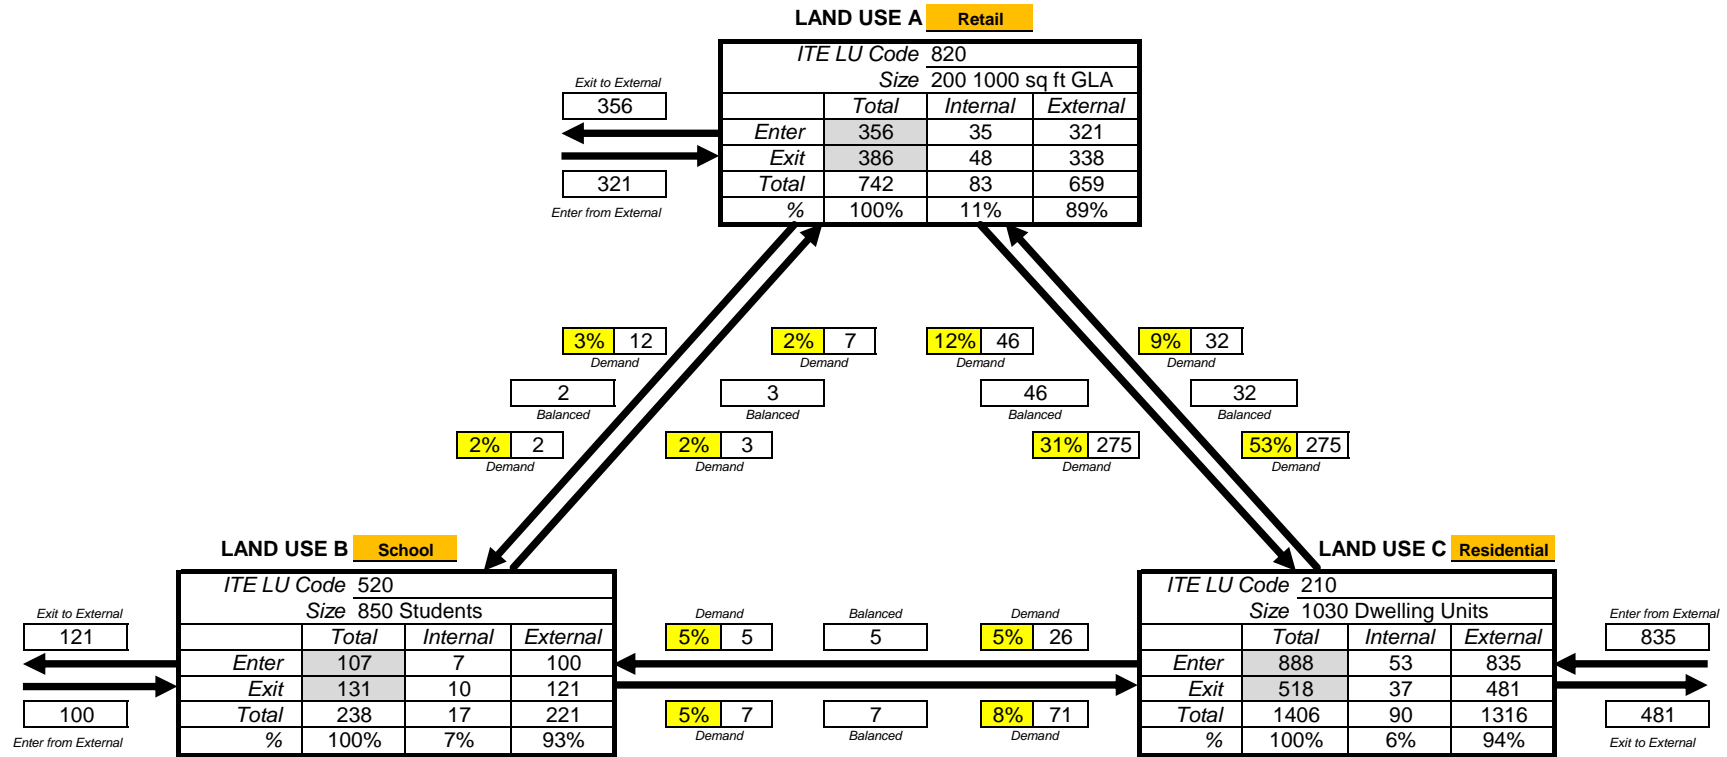 LAND USE A Retail
ITE LU Code 820
Size 200 1000 sq ft GLA
Total Internal External
Enter 356 35 321
Exit 386 48 338
Total 742 83 659
% 100% 11% 89%
Exit to External
356
321
Enter from External
3% 12 2% 7 12% 46 9% 32
Demand Demand Demand Demand
2 3 46 32
Balanced Balanced Balanced Balanced
2% 2 2% 3 31% 275 53% 275
Demand Demand Demand Demand
LAND USE B School
ITE LU Code 520
Size 850 Students
Total Internal External
Enter 107 7 100
Exit 131 10 121
Total 238 17 221
% 100% 7% 93%
Exit to External
121
100
Enter from External
Demand Balanced Demand
5% 5 5 5% 26
5% 7 7 8% 71
Demand Balanced Demand
LAND USE C Residential
ITE LU Code 210
Size 1030 Dwelling Units
Total Internal External
Enter 888 53 835
Exit 518 37 481
Total 1406 90 1316
% 100% 6% 94%
Enter from External
835
481
Exit to External